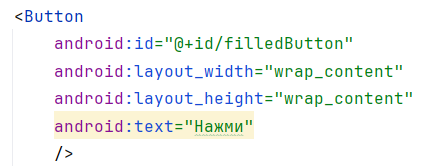 <Button
android:id="@+id/filledButton"
android:layout_width="wrap_content"
android:layout_height="wrap_content"
android:text="Нажми"
/>